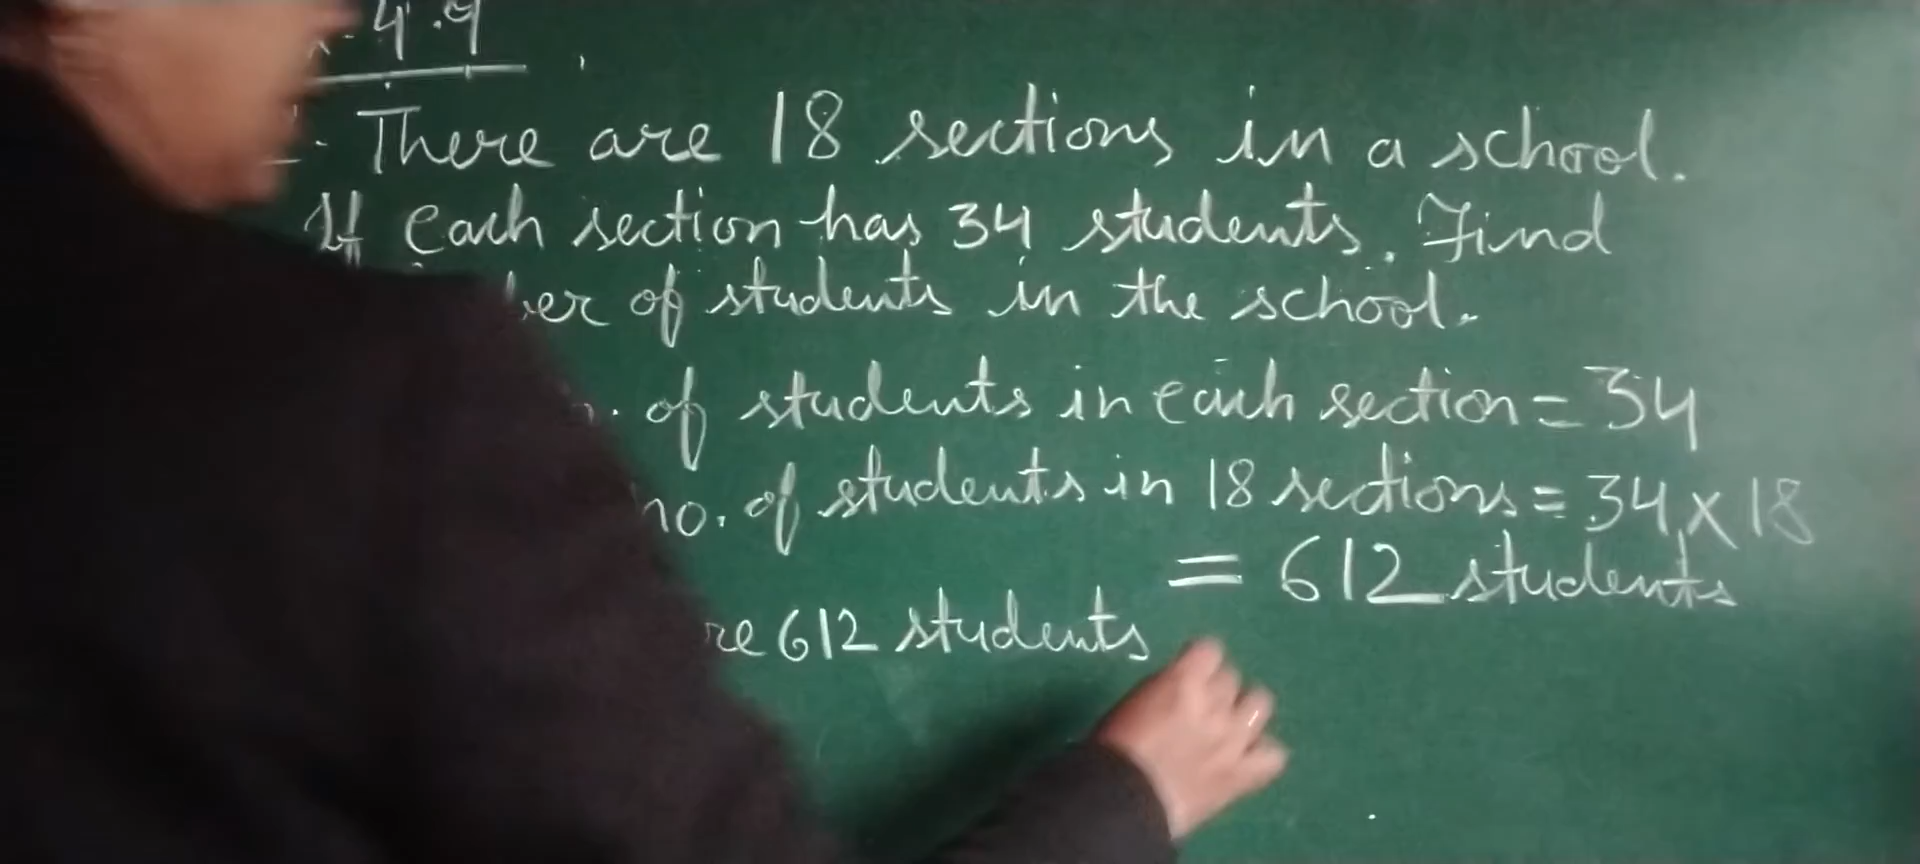 4.9
There are 18 sections in a school.
If each section has 34 students. Find
of students in the school.
of students in each section = 34
no. of students in 18 sections = 34 x 18
= 612 students
612 students